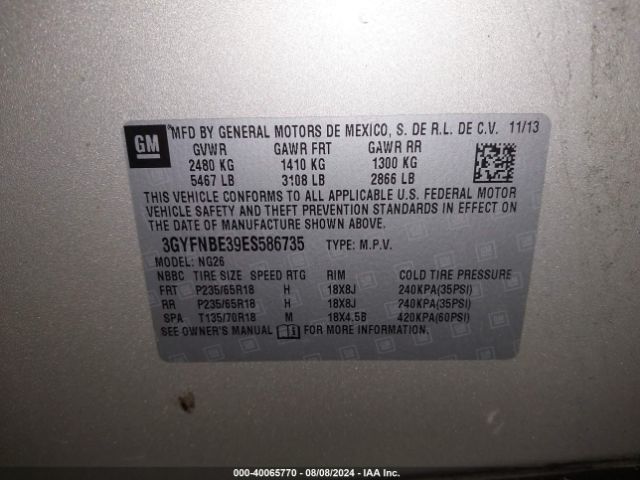 GM
MFD BY GENERAL MOTORS DE MEXICO, S. DE R.L. DE C.V. 11/13
GVWR GAWR FRT GAWR RR
2480 KG 1410 KG 1300 KG
5467 LB 3108 LB 2866 LB
THIS VEHICLE CONFORMS TO ALL APPLICABLE U.S. FEDERAL MOTOR
VEHICLE SAFETY AND THEFT PREVENTION STANDARDS IN EFFECT ON
THE DATE OF MANUFACTURE SHOWN ABOVE.
3GYFNBE39ES586735 TYPE: M.P.V.
MODEL: NG26
NBBC TIRE SIZE SPEED RTG RIM COLD TIRE PRESSURE
FRT P235/65R18 H 18X8J 240KPA(35PSI)
RR P235/65R18 H 18X8J 240KPA(35PSI)
SPA T135/70R18 M 18X4.5B 420KPA(60PSI)
SEE OWNER'S MANUAL FOR MORE INFORMATION.
000-40065770 - 08/08/2024 - IAA Inc.